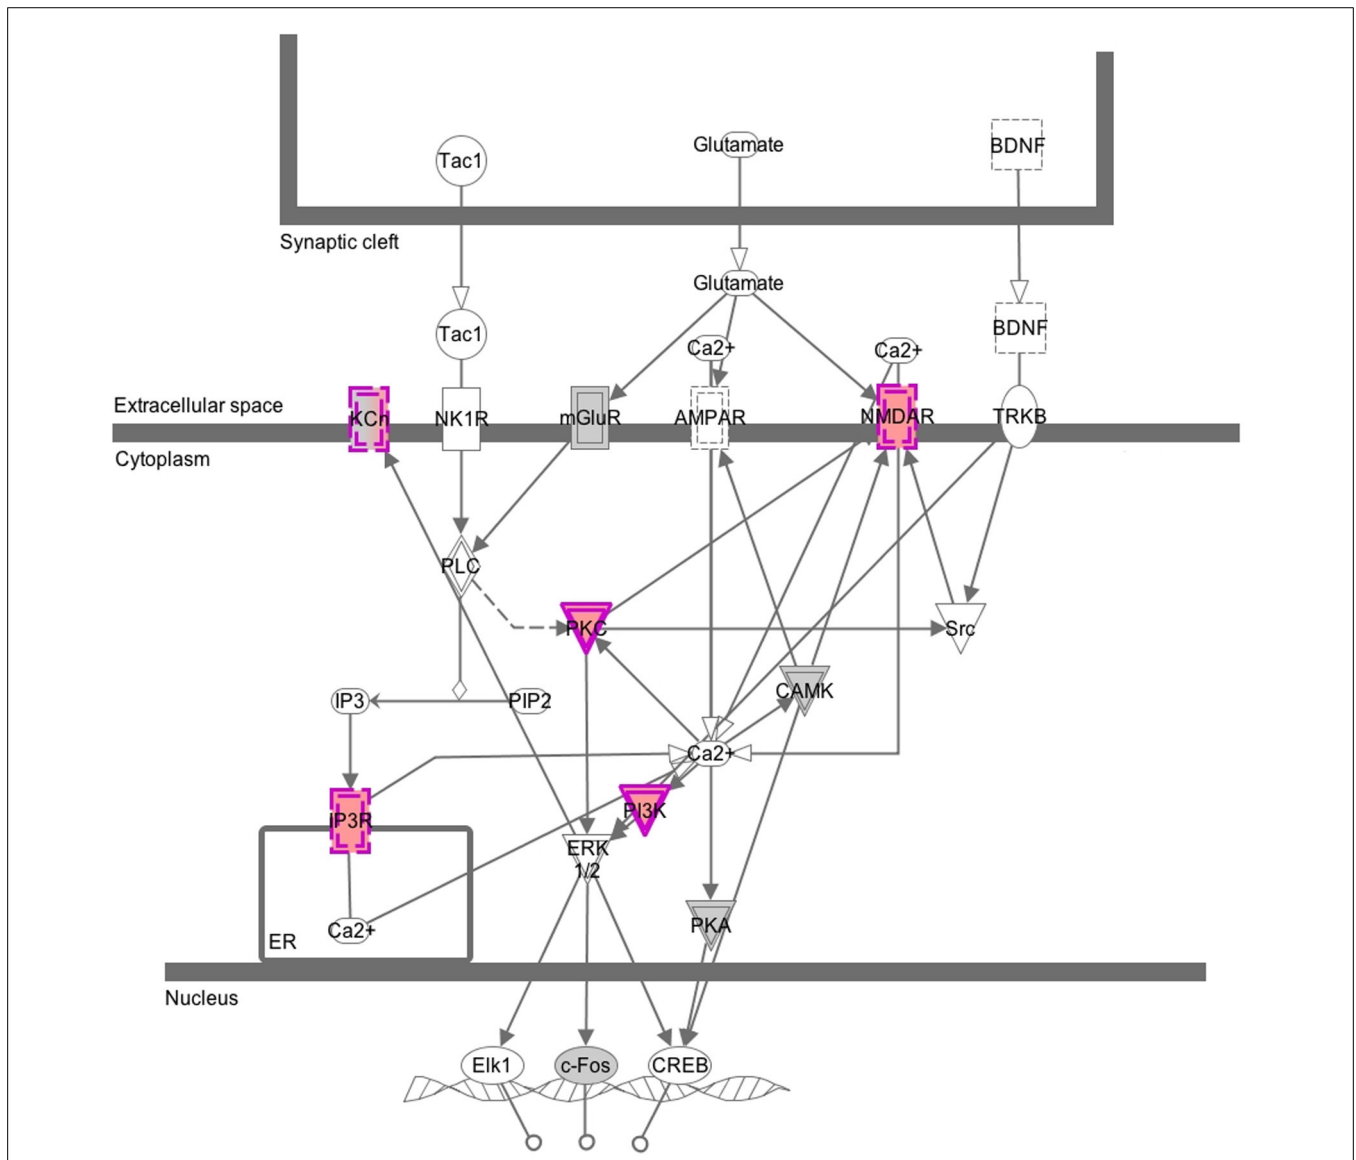 Tac1
Glutamate
BDNF
Synaptic cleft
Glutamate
Tac1
BDNF
Ca2+
Ca2+
Extracellular space
KCn
NK1R
mGluR
AMPAR
NMDAR
TRKB
Cytoplasm
PLC
PKC
Src
CAMK
IP3
PIP2
Ca2+
IP3R
PI3K
ERK
1/2
PKA
Ca2+
ER
Nucleus
Elk1
c-Fos
CREB